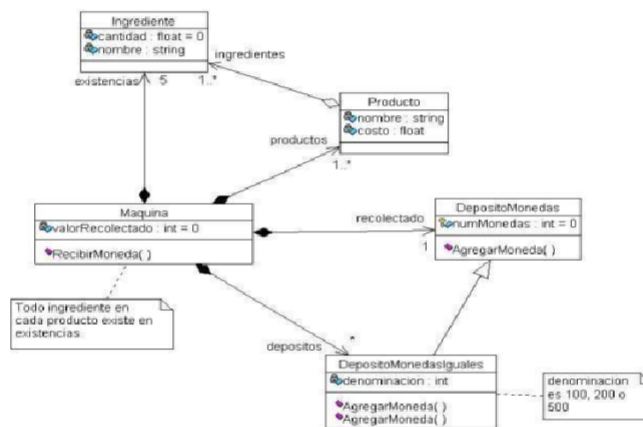 Ingrediente
cantidad : float = 0
nombre : string
existencias
5
1..*
ingredientes
Producto
nombre : string
costo : float
productos
1..*
Maquina
valorRecolectado : int = 0
RecibirMoneda( )
recolectado
1
DepositoMonedas
numMonedas : int = 0
AgregarMoneda( )
Todo ingrediente en
cada producto existe en
existencias
depositos
*
DepositoMonedasIguales
denominacion : int
AgregarMoneda( )
AgregarMoneda( )
denominacion
es 100, 200 o
500